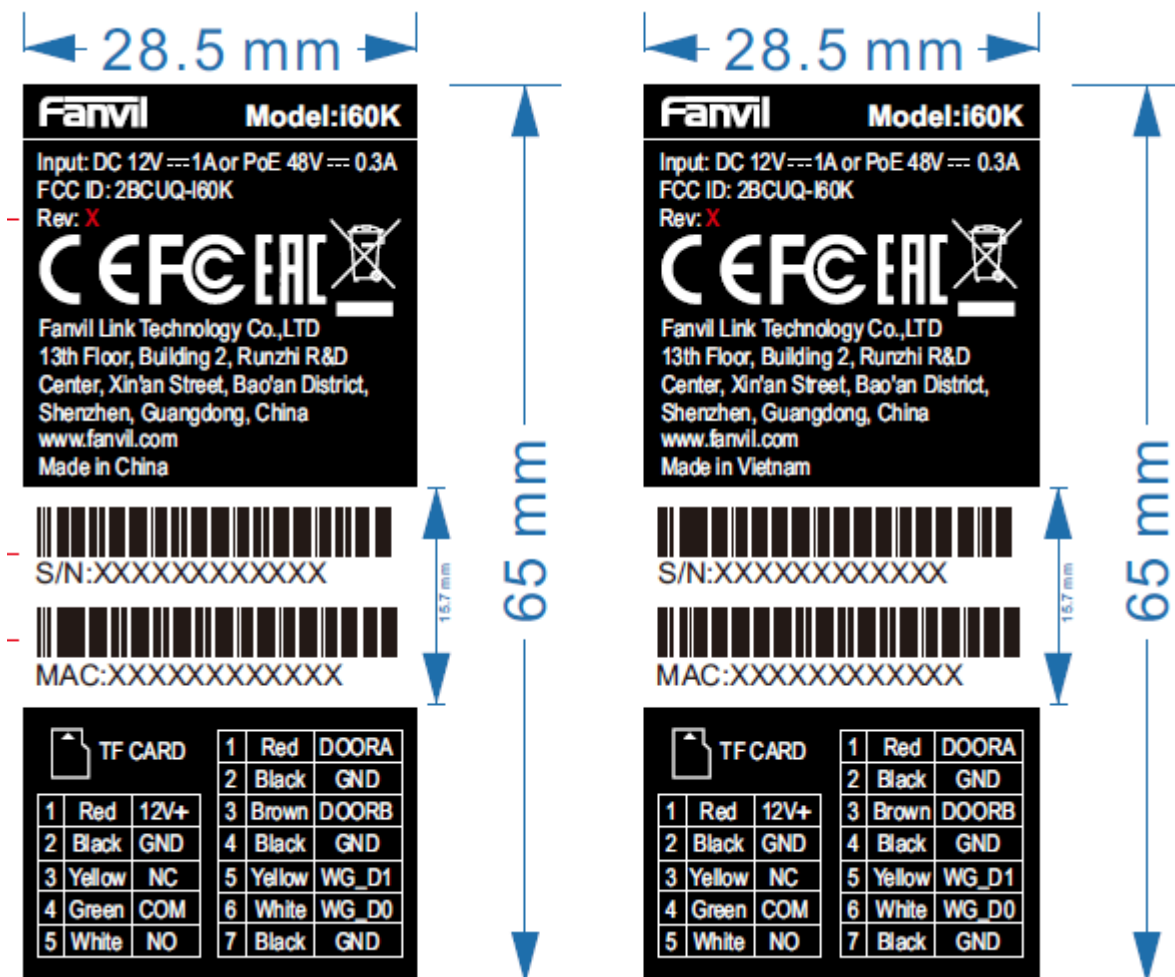 28.5 mm
Fanvil Model:i60K
Input: DC 12V⎓1A or PoE 48V⎓ 0.3A
FCC ID: 2BCUQ-I60K
Rev: X
CE FC EAC
Fanvil Link Technology Co.,LTD
13th Floor, Building 2, Runzhi R&D
Center, Xin'an Street, Bao'an District,
Shenzhen, Guangdong, China
www.fanvil.com
Made in China
S/N:XXXXXXXXXXXX
MAC:XXXXXXXXXXXX
15.7 mm
65 mm
TF CARD
1 Red 12V+
2 Black GND
3 Yellow NC
4 Green COM
5 White NO
1 Red DOORA
2 Black GND
3 Brown DOORB
4 Black GND
5 Yellow WG_D1
6 White WG_D0
7 Black GND
28.5 mm
Fanvil Model:i60K
Input: DC 12V⎓1A or PoE 48V⎓ 0.3A
FCC ID: 2BCUQ-I60K
Rev: X
CE FC EAC
Fanvil Link Technology Co.,LTD
13th Floor, Building 2, Runzhi R&D
Center, Xin'an Street, Bao'an District,
Shenzhen, Guangdong, China
www.fanvil.com
Made in Vietnam
S/N:XXXXXXXXXXXX
MAC:XXXXXXXXXXXX
15.7 mm
65 mm
TF CARD
1 Red 12V+
2 Black GND
3 Yellow NC
4 Green COM
5 White NO
1 Red DOORA
2 Black GND
3 Brown DOORB
4 Black GND
5 Yellow WG_D1
6 White WG_D0
7 Black GND